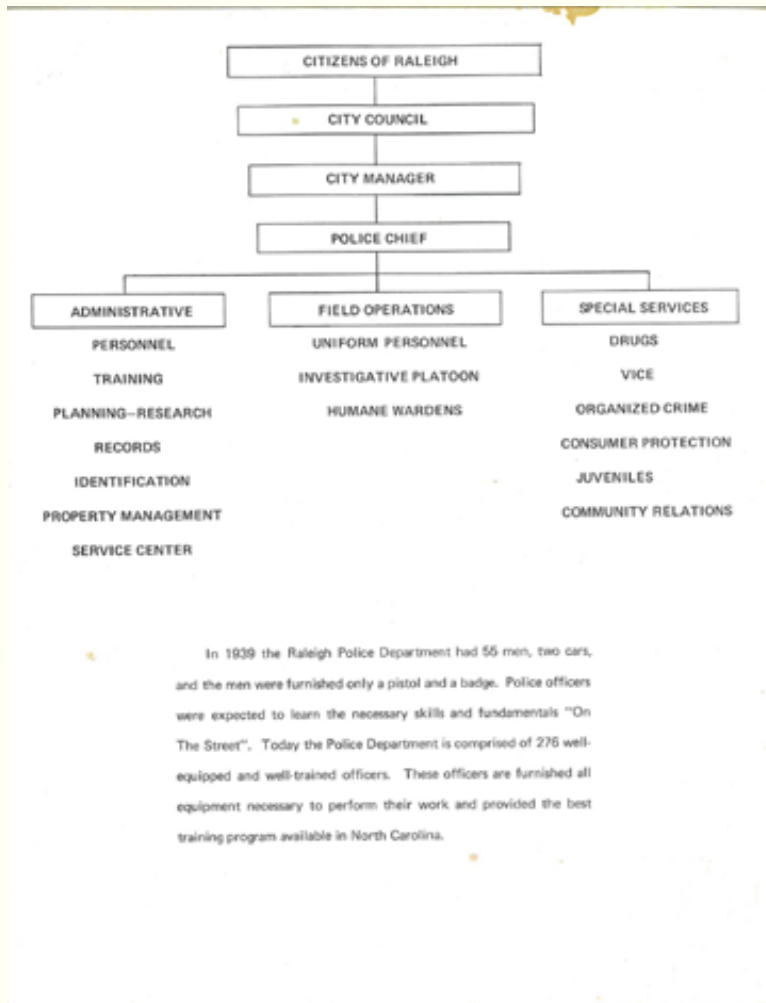 CITIZENS OF RALEIGH
CITY COUNCIL
CITY MANAGER
POLICE CHIEF
ADMINISTRATIVE
PERSONNEL
TRAINING
PLANNING—RESEARCH
RECORDS
IDENTIFICATION
PROPERTY MANAGEMENT
SERVICE CENTER
FIELD OPERATIONS
UNIFORM PERSONNEL
INVESTIGATIVE PLATOON
HUMANE WARDENS
SPECIAL SERVICES
DRUGS
VICE
ORGANIZED CRIME
CONSUMER PROTECTION
JUVENILES
COMMUNITY RELATIONS
In 1939 the Raleigh Police Department had 55 men, two cars,
and the men were furnished only a pistol and a badge. Police officers
were expected to learn the necessary skills and fundamentals "On
The Street". Today the Police Department is comprised of 276 well-
equipped and well-trained officers. These officers are furnished all
equipment necessary to perform their work and provided the best
training program available in North Carolina.